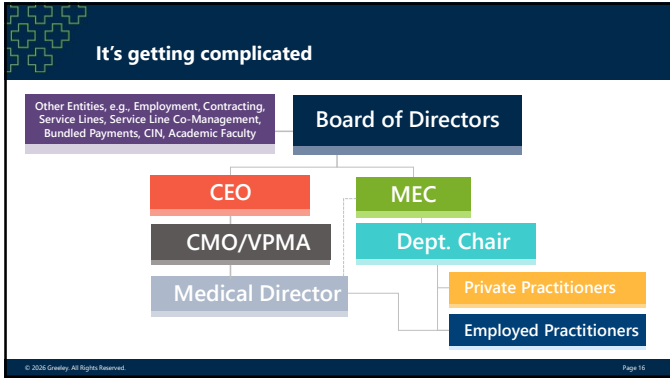 It's getting complicated
Other Entities, e.g., Employment, Contracting,
Service Lines, Service Line Co-Management,
Bundled Payments, CIN, Academic Faculty
Board of Directors
CEO
MEC
CMO/VPMA
Dept. Chair
Medical Director
Private Practitioners
Employed Practitioners
© 2026 Greeley. All Rights Reserved.
Page 16